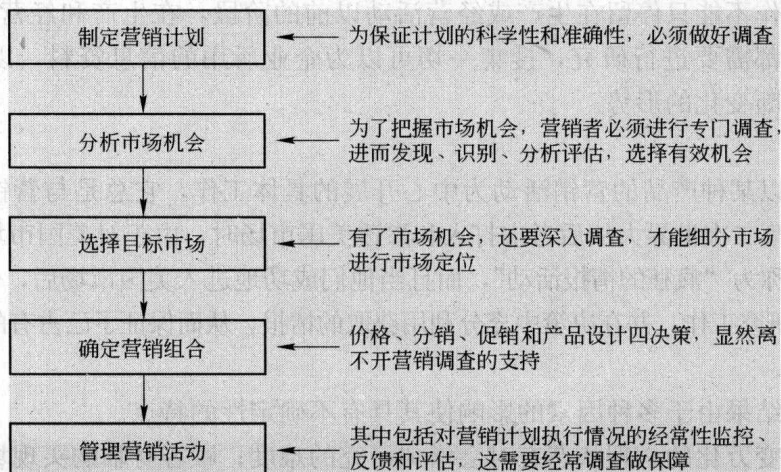 制定营销计划
为保证计划的科学性和准确性，必须做好调查
分析市场机会
为了把握市场机会，营销者必须进行专门调查，
进而发现、识别、分析评估，选择有效机会
选择目标市场
有了市场机会，还要深入调查，才能细分市场
进行市场定位
确定营销组合
价格、分销、促销和产品设计四决策，显然离
不开营销调查的支持
管理营销活动
其中包括对营销计划执行情况的经常性监控、
反馈和评估，这需要经常调查做保障